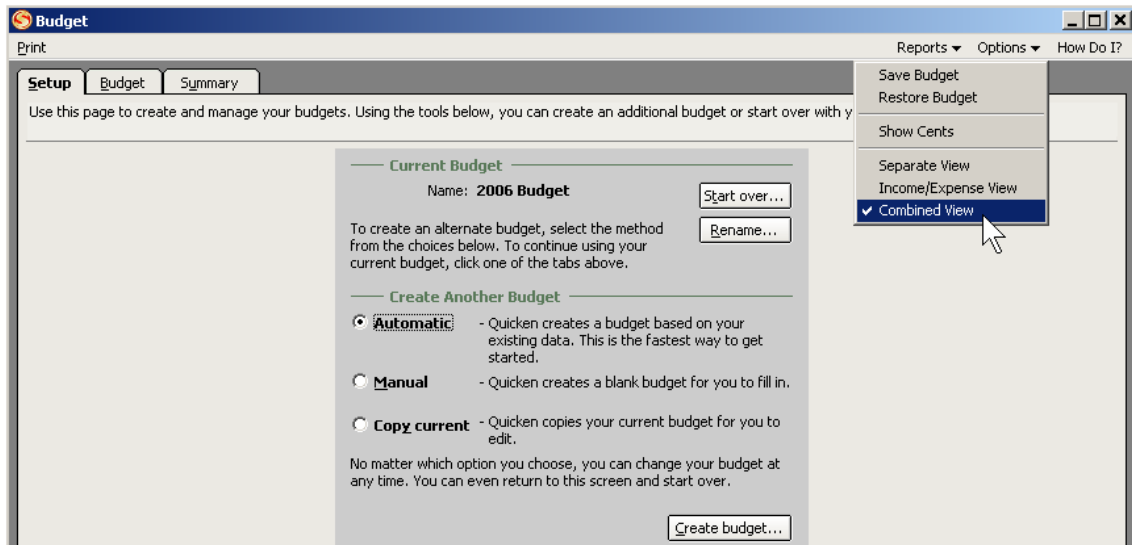 Budget
Print
Reports
Options
How Do I?
Setup
Budget
Summary
Save Budget
Restore Budget
Show Cents
Separate View
Income/Expense View
Combined View
Use this page to create and manage your budgets. Using the tools below, you can create an additional budget or start over with y
Current Budget
Name: 2006 Budget
Start over...
To create an alternate budget, select the method
from the choices below. To continue using your
current budget, click one of the tabs above.
Rename...
Create Another Budget
Automatic - Quicken creates a budget based on your
existing data. This is the fastest way to get
started.
Manual - Quicken creates a blank budget for you to fill in.
Copy current - Quicken copies your current budget for you to
edit.
No matter which option you choose, you can change your budget at
any time. You can even return to this screen and start over.
Create budget...